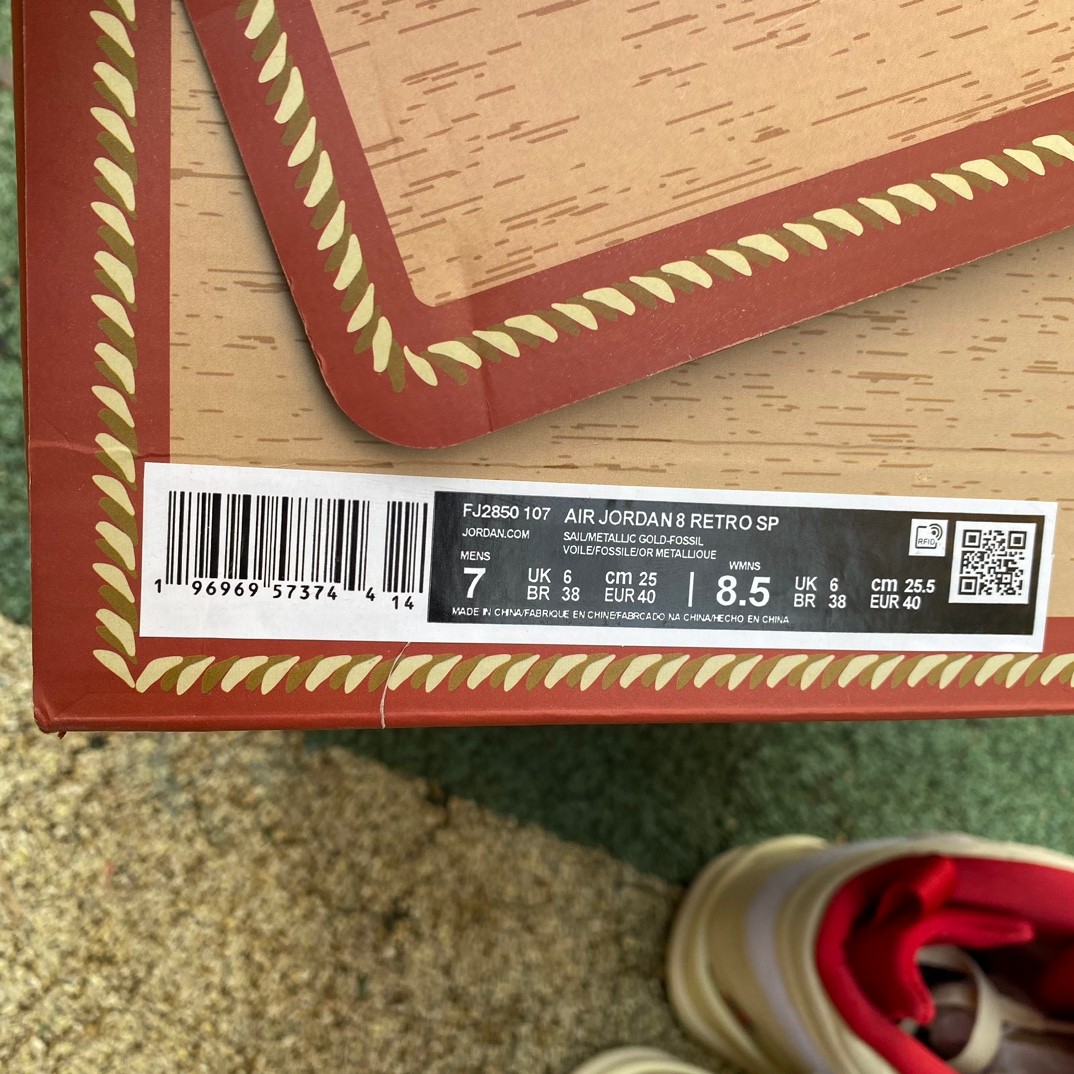 FJ2850 107 AIR JORDAN 8 RETRO SP
JORDAN.COM SAIL/METALLIC GOLD-FOSSIL
VOILE/FOSSILE/OR METALLIQUE
MENS WMNS
7 UK 6 cm 25 | 8.5 UK 6 cm 25.5
BR 38 EUR 40 BR 38 EUR 40
MADE IN CHINA/FABRIQUE EN CHINE/FABRCADO NA CHINA/HECHO EN CHINA
1 96969 57374 4 14
RFID